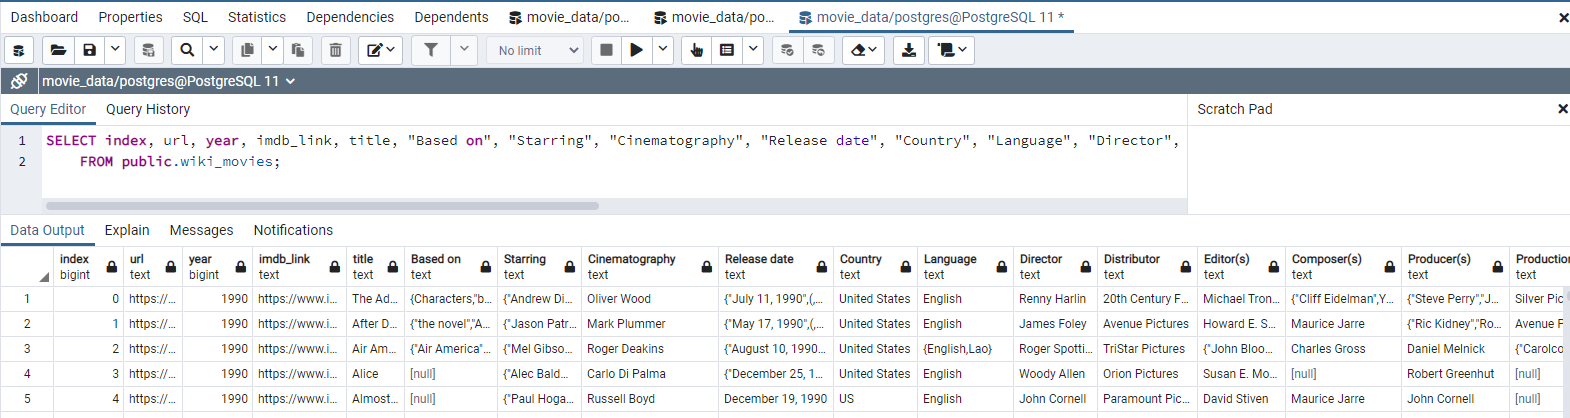 Dashboard Properties SQL Statistics Dependencies Dependents movie_data/po... movie_data/po... movie_data/postgres@PostgreSQL 11 *
No limit
movie_data/postgres@PostgreSQL 11
Query Editor Query History Scratch Pad
1 SELECT index, url, year, imdb_link, title, "Based on", "Starring", "Cinematography", "Release date", "Country", "Language", "Director",
2 FROM public.wiki_movies;
Data Output Explain Messages Notifications
index url year imdb_link title Based on Starring Cinematography Release date Country Language Director Distributor Editor(s) Composer(s) Producer(s) Production
bigint text bigint text text text text text text text text text text text text text text
1 0 https://... 1990 https://www.i... The Ad... {Characters,"b... {"Andrew Di... Oliver Wood {"July 11, 1990",(,... United States English Renny Harlin 20th Century F... Michael Tron... {"Cliff Eidelman",Y... {"Steve Perry","J... Silver Pic
2 1 https://... 1990 https://www.i... After D... {"the novel","A... {"Jason Patr... Mark Plummer {"May 17, 1990",(,... United States English James Foley Avenue Pictures Howard E. S... Maurice Jarre {"Ric Kidney","Ro... Avenue F
3 2 https://... 1990 https://www.i... Air Am... {"Air America"... {"Mel Gibso... Roger Deakins {"August 10, 1990... United States {English,Lao} Roger Spotti... TriStar Pictures {"John Bloo... Charles Gross Daniel Melnick {"Carolco
4 3 https://... 1990 https://www.i... Alice [null] {"Alec Bald... Carlo Di Palma {"December 25, 1... United States English Woody Allen Orion Pictures Susan E. Mo... [null] Robert Greenhut [null]
5 4 https://... 1990 https://www.i... Almost... [null] {"Paul Hoga... Russell Boyd December 19, 1990 US English John Cornell Paramount Pic... David Stiven Maurice Jarre John Cornell [null]